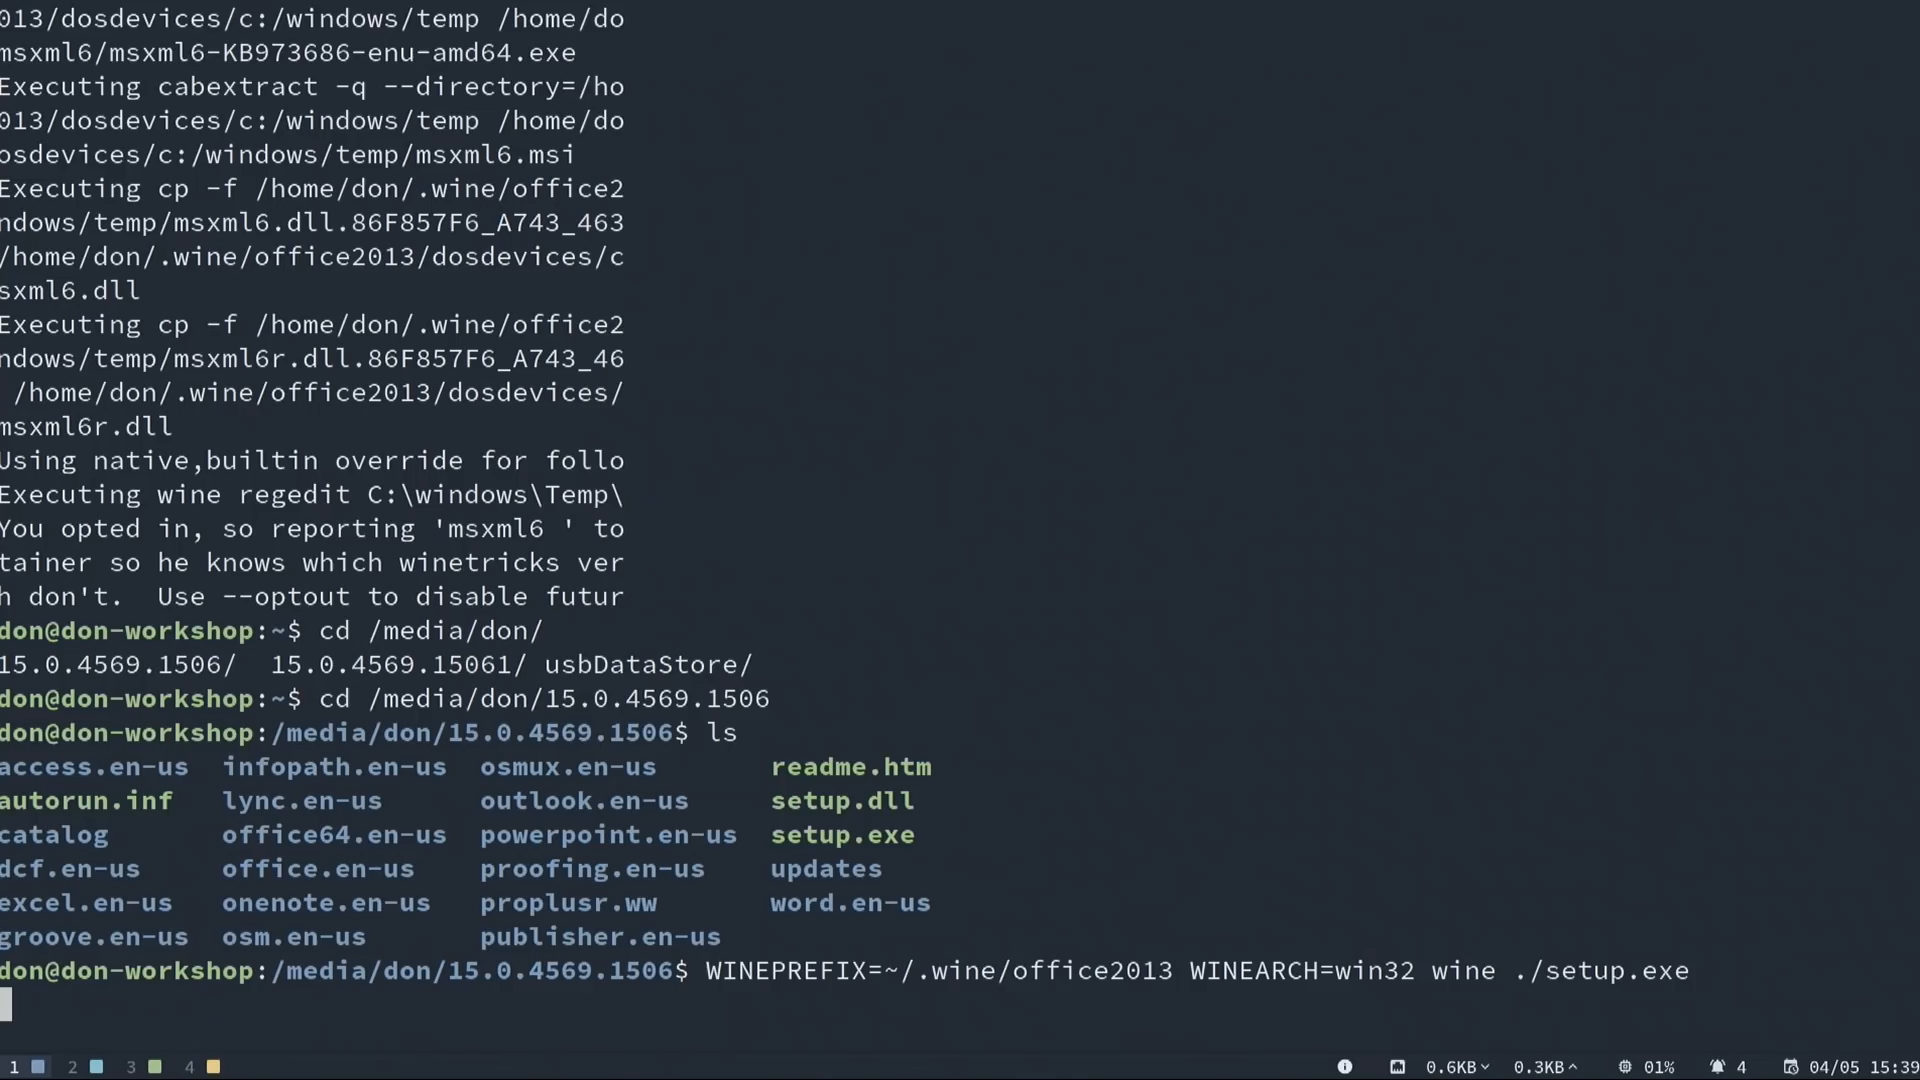 013/dosdevices/c:/windows/temp /home/do
msxml6/msxml6-KB973686-enu-amd64.exe
Executing cabextract -q --directory=/ho
013/dosdevices/c:/windows/temp /home/do
osdevices/c:/windows/temp/msxml6.msi
Executing cp -f /home/don/.wine/office2
ndows/temp/msxml6.dll.86F857F6_A743_463
/home/don/.wine/office2013/dosdevices/c
sxml6.dll
Executing cp -f /home/don/.wine/office2
ndows/temp/msxml6r.dll.86F857F6_A743_46
 /home/don/.wine/office2013/dosdevices/
msxml6r.dll
Using native,builtin override for follo
Executing wine regedit C:\windows\Temp\
You opted in, so reporting 'msxml6 ' to
tainer so he knows which winetricks ver
h don't.  Use --optout to disable futur
don@don-workshop:~$ cd /media/don/
15.0.4569.1506/  15.0.4569.15061/ usbDataStore/
don@don-workshop:~$ cd /media/don/15.0.4569.1506
don@don-workshop:/media/don/15.0.4569.1506$ ls
access.en-us  infopath.en-us  osmux.en-us       readme.htm
autorun.inf   lync.en-us      outlook.en-us     setup.dll
catalog       office64.en-us  powerpoint.en-us  setup.exe
dcf.en-us     office.en-us    proofing.en-us    updates
excel.en-us   onenote.en-us   proplusr.ww       word.en-us
groove.en-us  osm.en-us       publisher.en-us
don@don-workshop:/media/don/15.0.4569.1506$ WINEPREFIX=~/.wine/office2013 WINEARCH=win32 wine ./setup.exe
1 2 3 4 0.6KB 0.3KB 01% 4 04/05 15:39